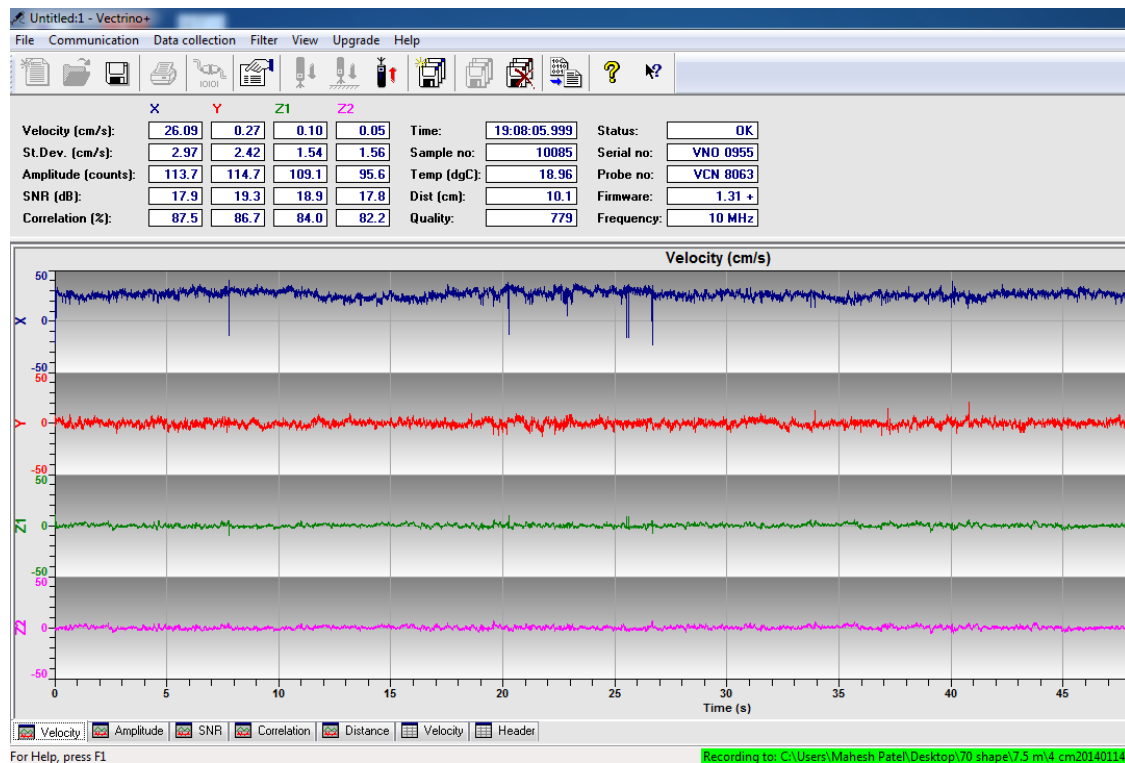 Untitled:1 - Vectrino+
File Communication Data collection Filter View Upgrade Help
X Y Z1 Z2
Velocity (cm/s): 26.09 0.27 0.10 0.05 Time: 19:08:05.999 Status: OK
St.Dev. (cm/s): 2.97 2.42 1.54 1.56 Sample no: 10085 Serial no: VNO 0955
Amplitude (counts): 113.7 114.7 109.1 95.6 Temp (dgC): 18.96 Probe no: VCN 8063
SNR (dB): 17.9 19.3 18.9 17.8 Dist (cm): 10.1 Firmware: 1.31 +
Correlation (%): 87.5 86.7 84.0 82.2 Quality: 779 Frequency: 10 MHz
Velocity (cm/s)
50
X 0
-50
50
Y 0
-50
50
Z1 0
-50
50
Z2 0
-50
0 5 10 15 20 25 30 35 40 45
Time (s)
Velocity Amplitude SNR Correlation Distance Velocity Header
For Help, press F1 Recording to: C:\Users\Mahesh Patel\Desktop\70 shape\7.5 m\4 cm20140114